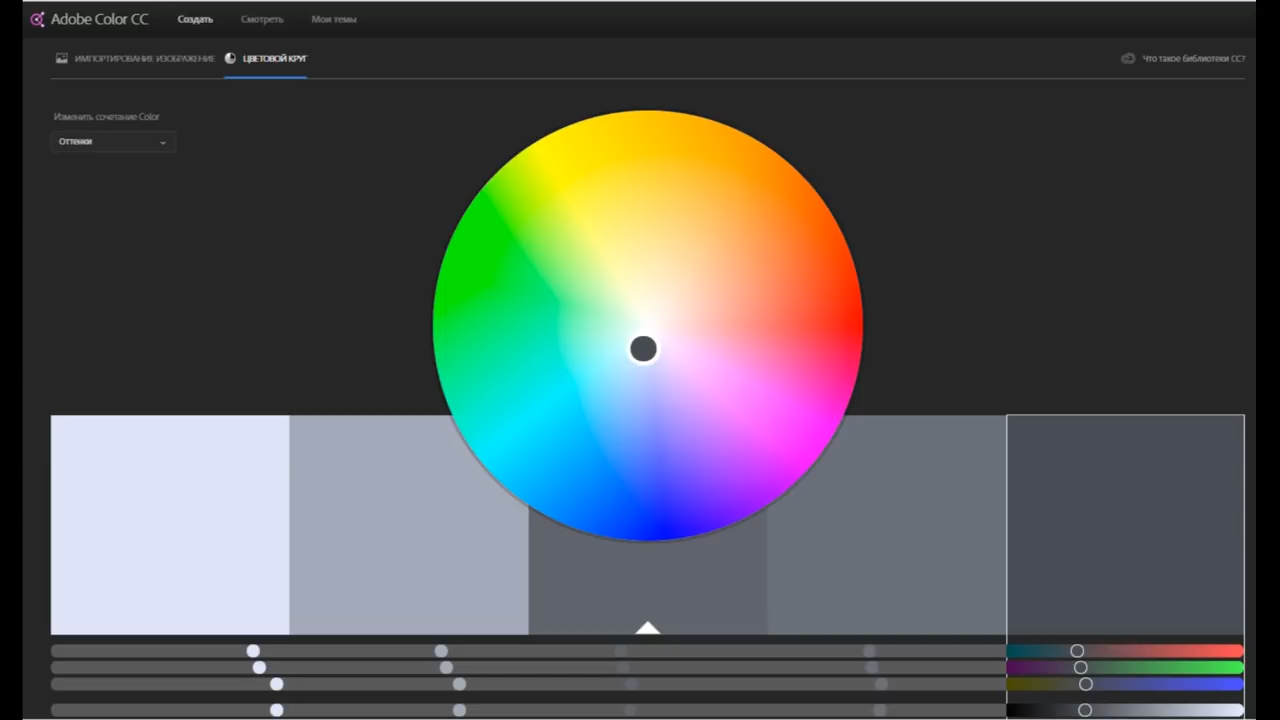 Adobe Color CC Создать Смотреть Мои темы
ИМПОРТИРОВАНИЕ ИЗОБРАЖЕНИЕ ЦВЕТОВОЙ КРУГ Что такое библиотеки CC?
Изменить сочетание Color
Оттенки